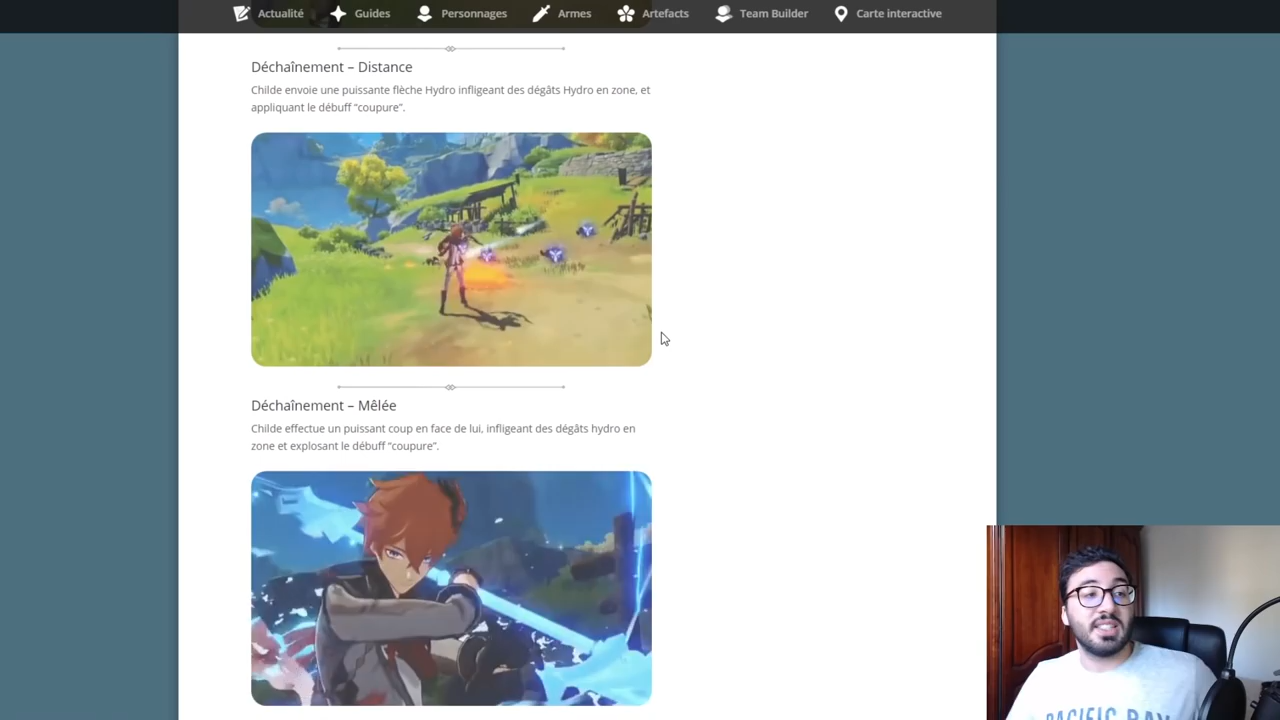 Actualité Guides Personnages Armes Artefacts Team Builder Carte interactive
Déchaînement – Distance
Childe envoie une puissante flèche Hydro infligeant des dégâts Hydro en zone, et
appliquant le débuff “coupure”.
Déchaînement – Mêlée
Childe effectue un puissant coup en face de lui, infligeant des dégâts hydro en
zone et explosant le débuff “coupure”.
PACIFIC BAY